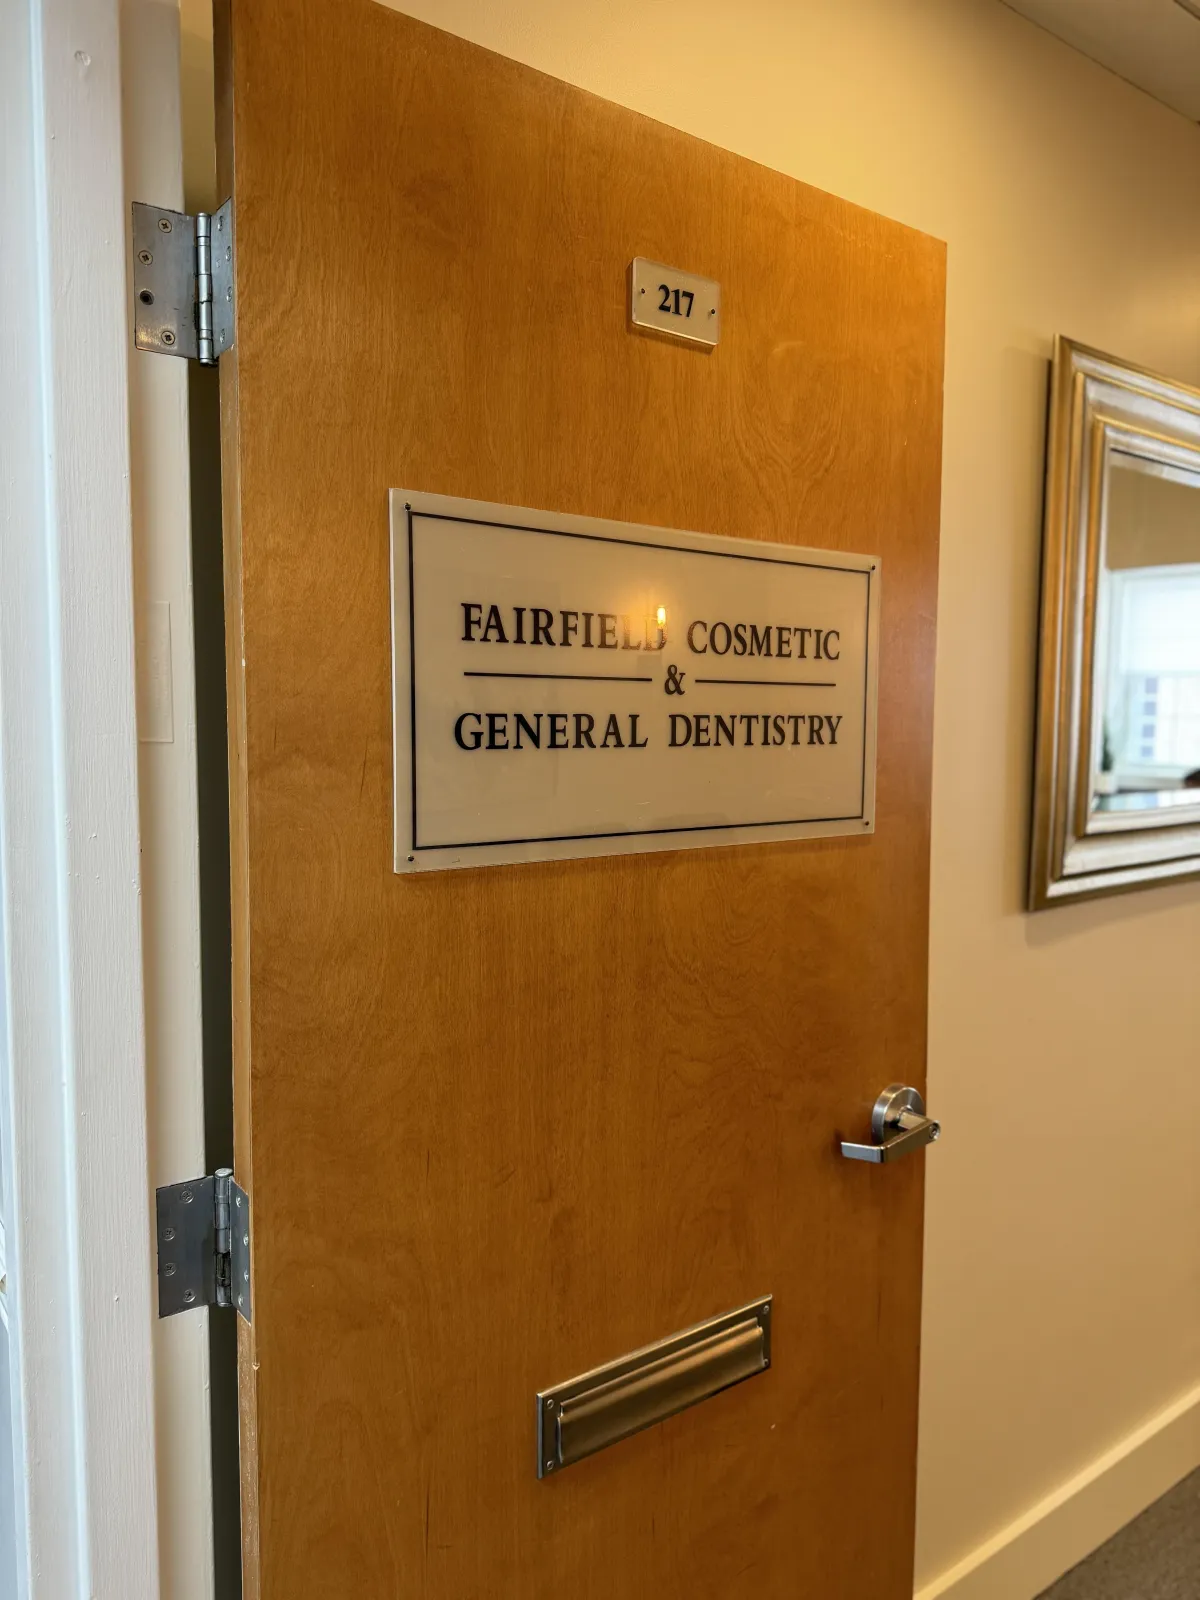 217
FAIRFIELD COSMETIC
&
GENERAL DENTISTRY